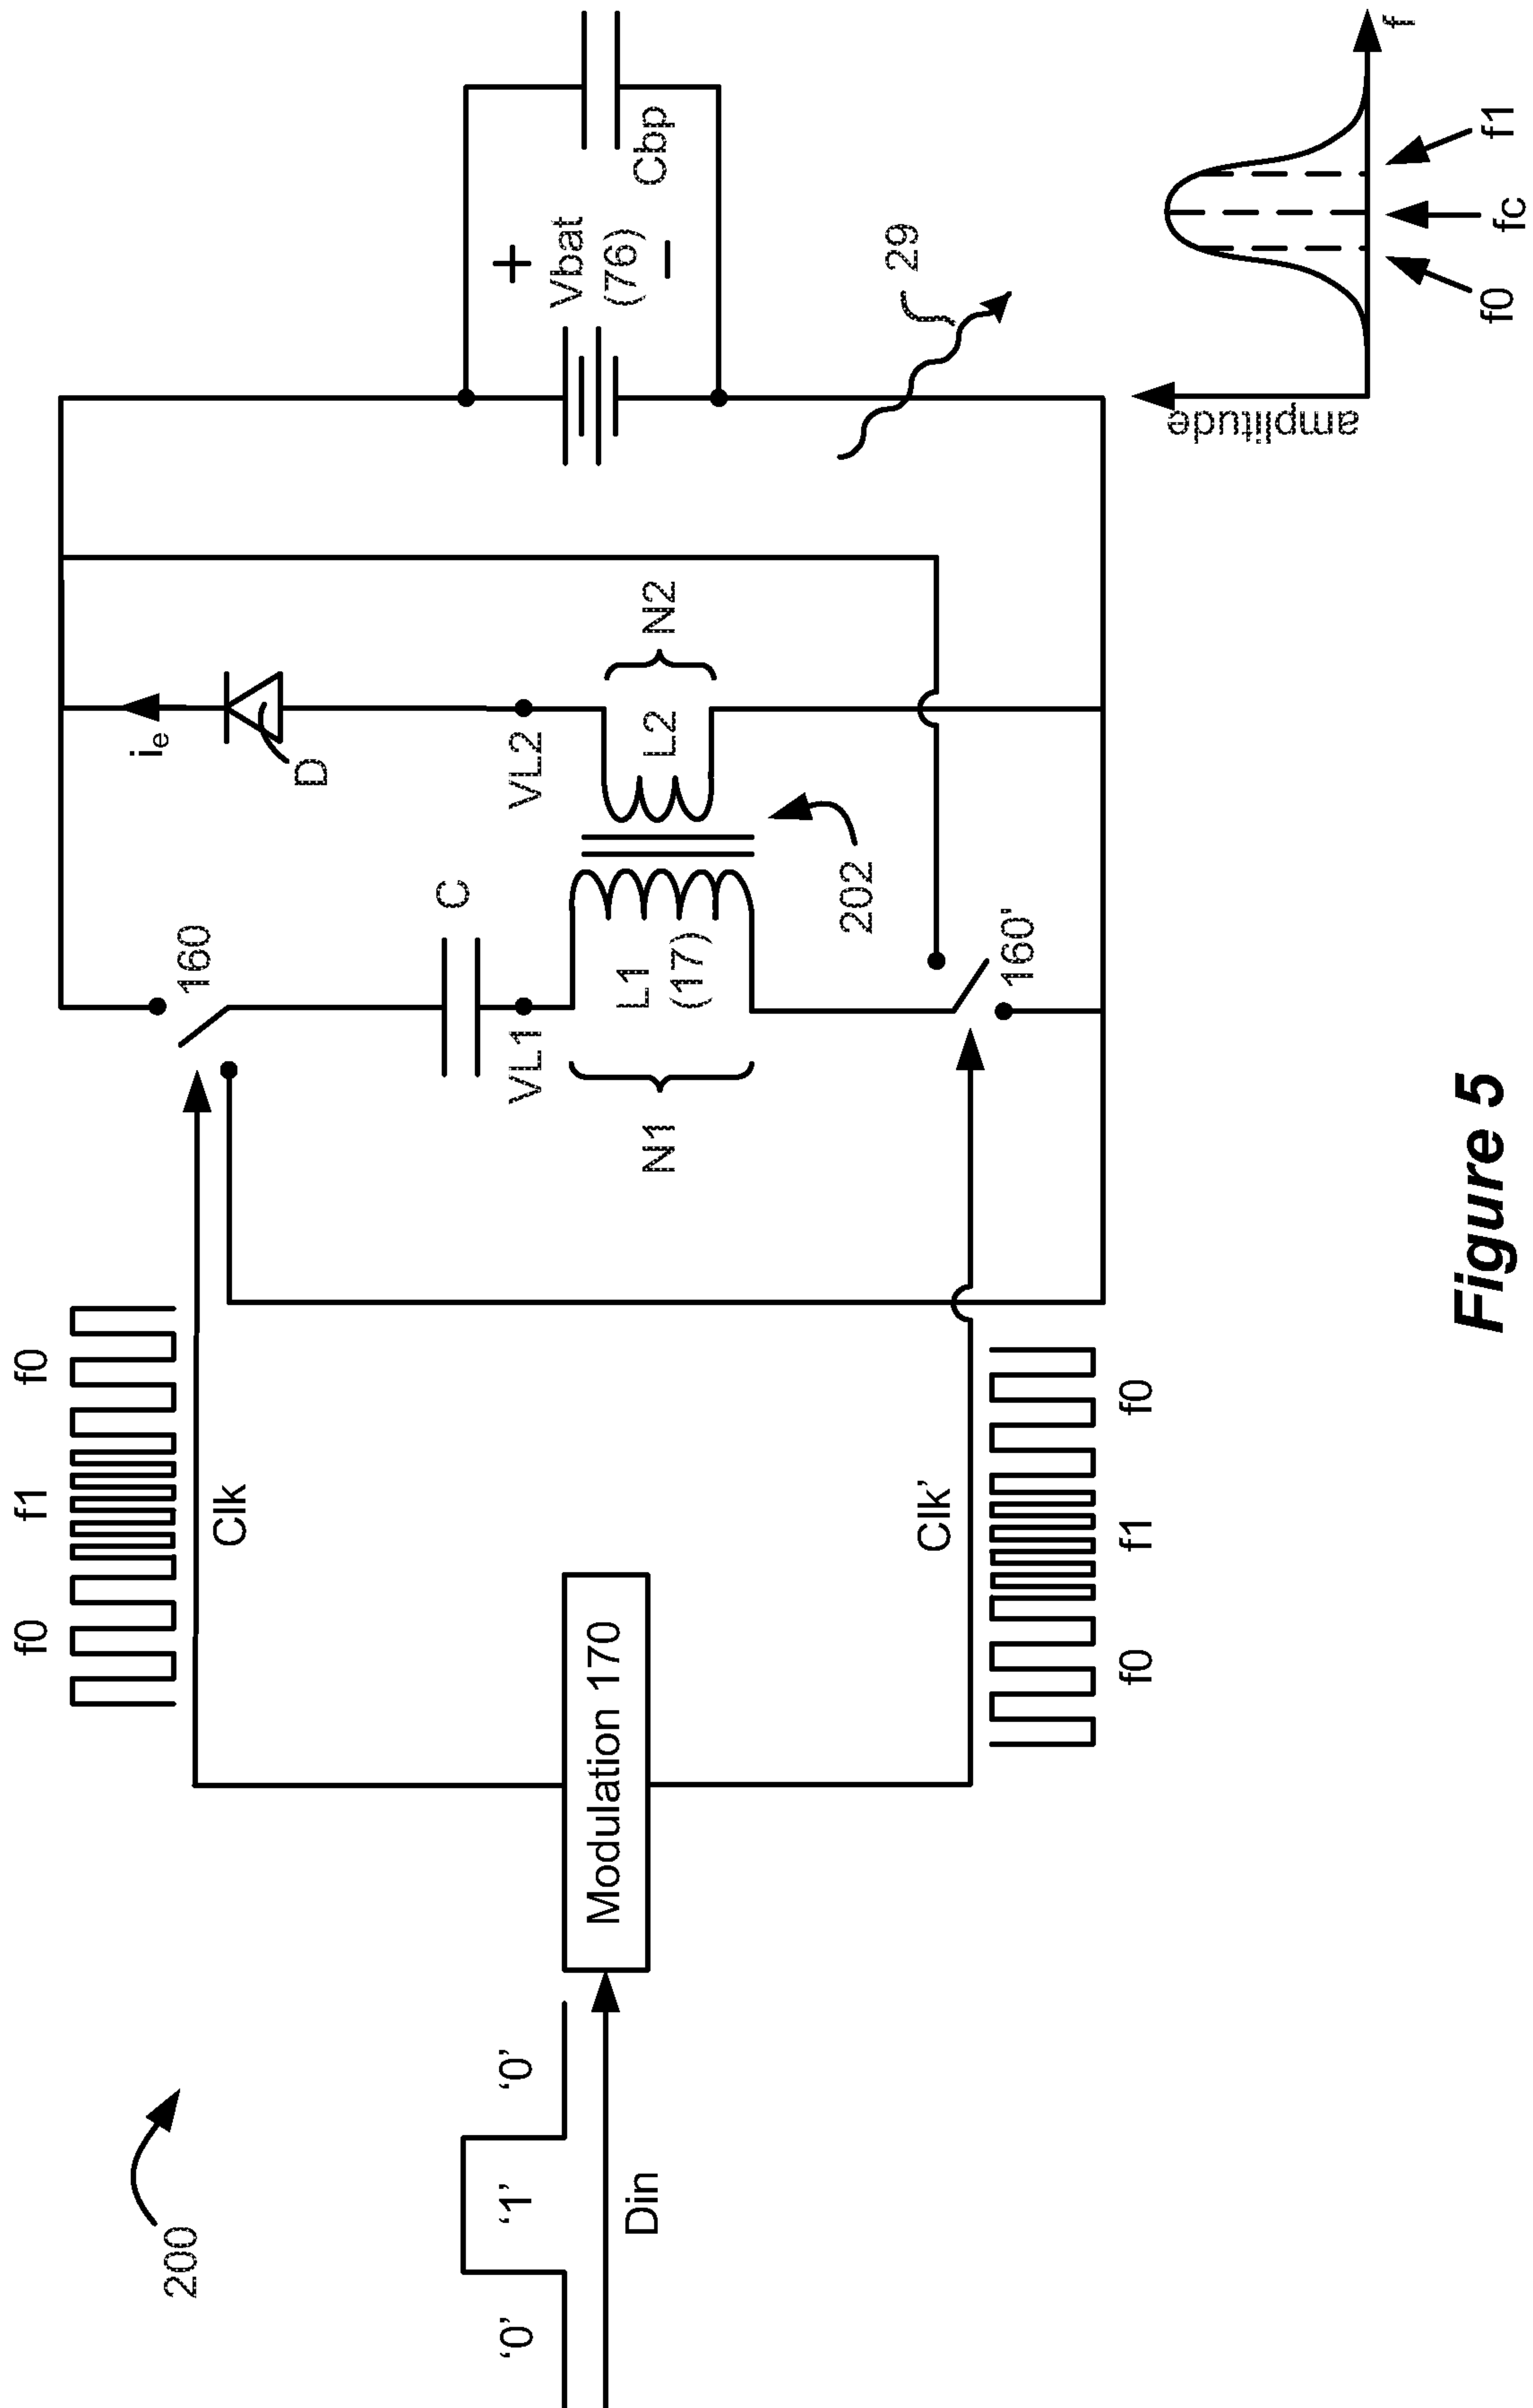 200
‘0’
‘1’
‘0’
Din
Modulation 170
f0
f1
f0
Clk
Clk’
f0
f1
f0
160
C
VL1
N1
L1
(17)
160'
202
ie
D
VL2
L2
N2
+
Vbat
(76)
–
Cbp
29
amplitude
f
f0
fc
f1
Figure 5